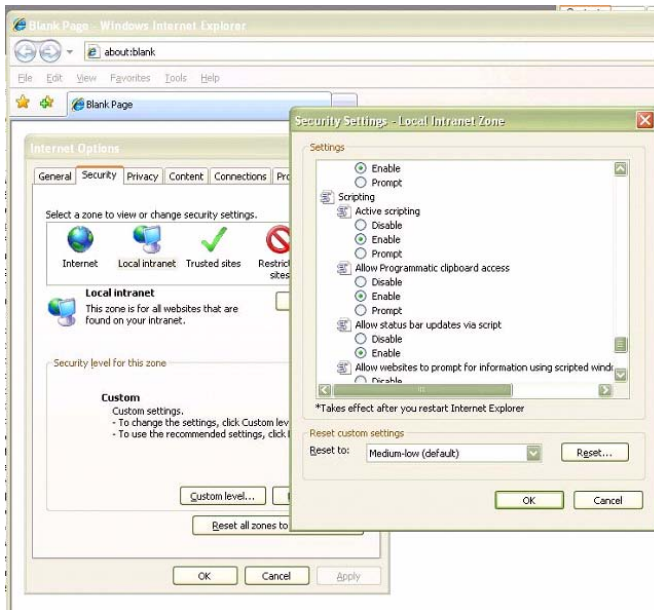 Blank Page - Windows Internet Explorer
about:blank
File Edit View Favorites Tools Help
Blank Page
Internet Options
General Security Privacy Content Connections
Select a zone to view or change security settings.
Internet Local intranet Trusted sites
sites
Local intranet
This zone is for all websites that are
found on your intranet.
Security level for this zone
Custom
Custom settings.
- To change the settings, click Custom
- To use the recommended settings, click
Custom level...
Reset all zones to
OK Cancel Apply
Security Settings - Local Intranet Zone
Settings
Enable
Prompt
Scripting
Active scripting
Disable
Enable
Prompt
Allow Programmatic clipboard access
Disable
Enable
Prompt
Allow status bar updates via script
Disable
Enable
Allow websites to prompt for information using scripted
Disable
*Takes effect after you restart Internet Explorer
Reset custom settings
Reset to: Medium-low (default) Reset...
OK Cancel